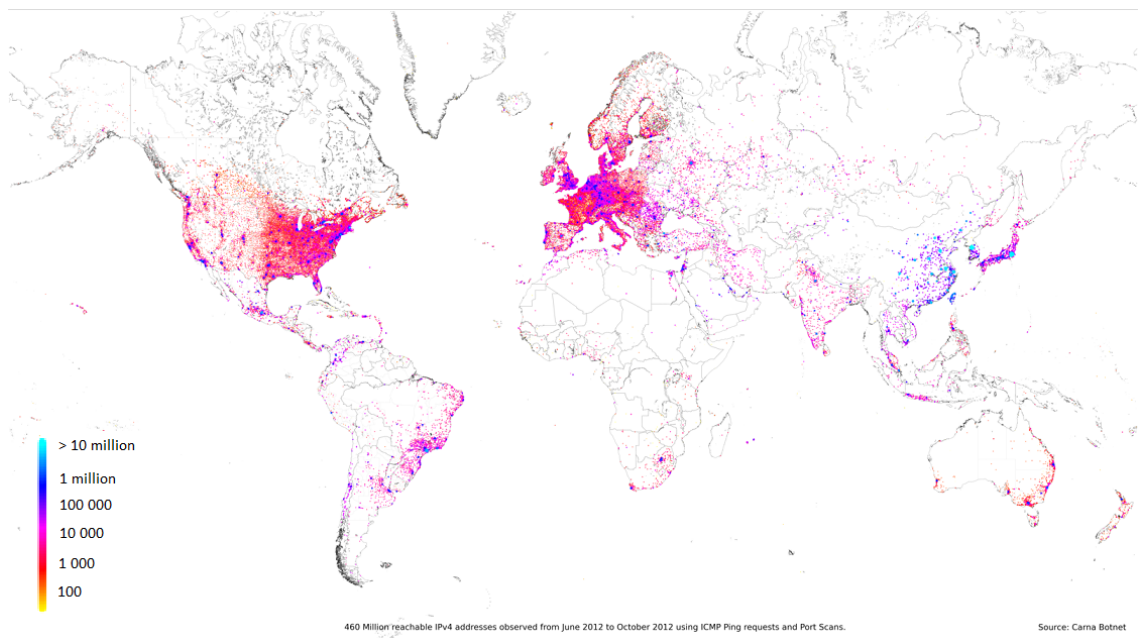 > 10 million
1 million
100 000
10 000
1 000
100
460 Million reachable IPv4 addresses observed from June 2012 to October 2012 using ICMP Ping requests and Port Scans.
Source: Carna Botnet